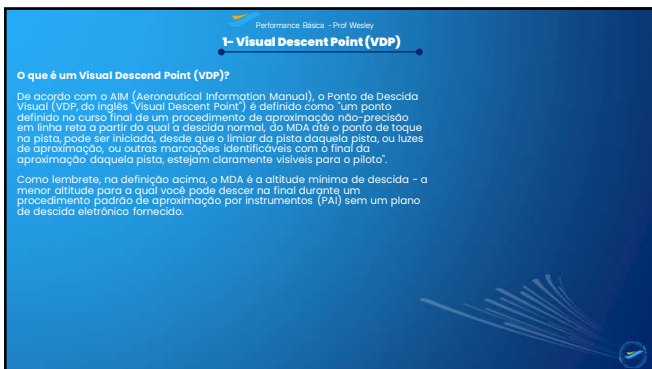 Performance Básica - Prof Wesley
1- Visual Descent Point (VDP)
O que é um Visual Descend Point (VDP)?
De acordo com o AIM (Aeronautical Information Manual), o Ponto de Descida
Visual (VDP, do inglês "Visual Descent Point") é definido como "um ponto
definido no curso final de um procedimento de aproximação não-precisão
em linha reta a partir do qual a descida normal, do MDA até o ponto de toque
na pista, pode ser iniciada, desde que o limiar da pista daquela pista, ou luzes
de aproximação, ou outras marcações identificáveis com o final da
aproximação daquela pista, estejam claramente visíveis para o piloto".
Como lembrete, na definição acima, o MDA é a altitude mínima de descida - a
menor altitude para a qual você pode descer na final durante um
procedimento padrão de aproximação por instrumentos (PAI) sem um plano
de descida eletrônico fornecido.